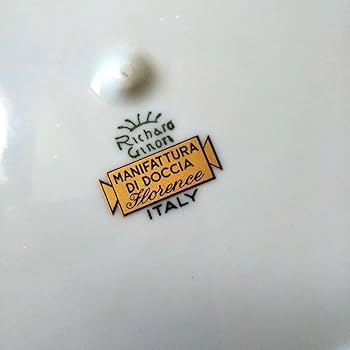 Richard
Ginori
MANIFATTURA
DI DOCCIA
Florence
ITALY